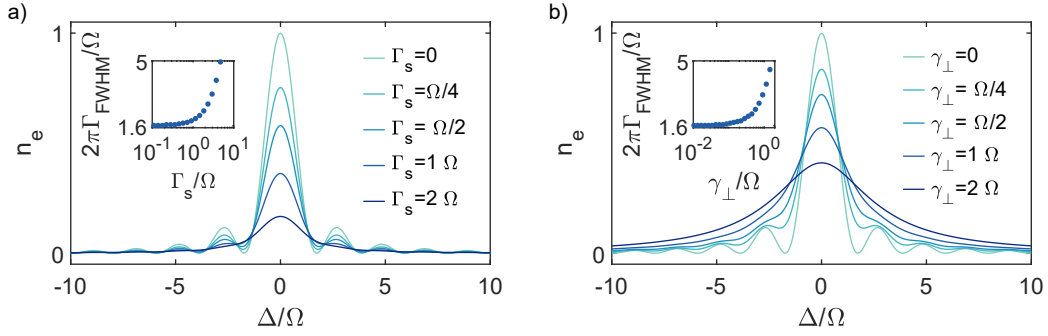 a)
n_e
1
0
2πΓ_FWHM/Ω
5
1.6
10^-1 10^0 10^1
Γ_s/Ω
Γ_s=0
Γ_s=Ω/4
Γ_s= Ω/2
Γ_s=1 Ω
Γ_s=2 Ω
-10 -5 0 5 10
Δ/Ω
b)
n_e
1
0
2πΓ_FWHM/Ω
5
1.6
10^-2 10^0
γ_⊥/Ω
γ_⊥=0
γ_⊥= Ω/4
γ_⊥= Ω/2
γ_⊥=1 Ω
γ_⊥=2 Ω
-10 -5 0 5 10
Δ/Ω